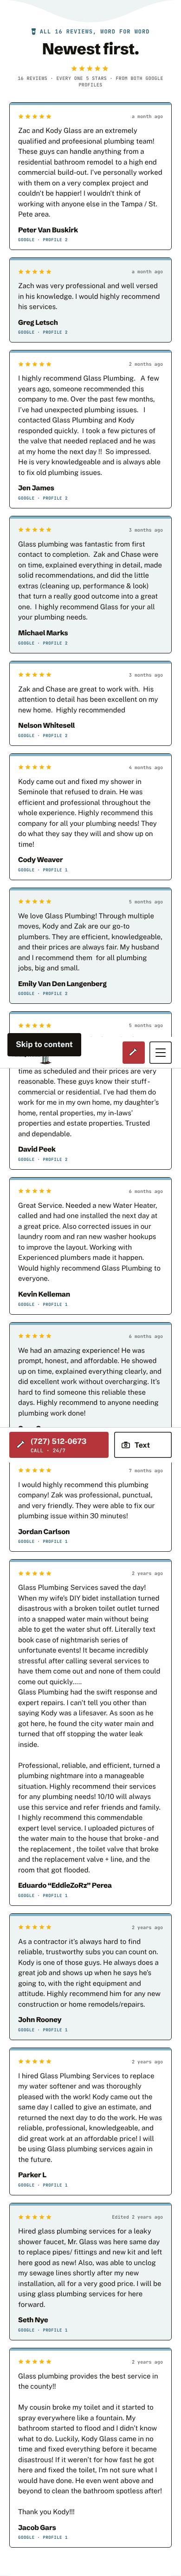 ALL 16 REVIEWS, WORD FOR WORD
Newest first.
★★★★★
16 REVIEWS · EVERY ONE 5 STARS · FROM BOTH GOOGLE
PROFILES
★★★★★ a month ago
Zac and Kody Glass are an extremely
qualified and professional plumbing team!
These guys can handle anything from a
residential bathroom remodel to a high end
commercial build-out. I've personally worked
with them on a very complex project and
couldn't be happier! I wouldn't think of
working with anyone else in the Tampa / St.
Pete area.
Peter Van Buskirk
GOOGLE · PROFILE 2
★★★★★ a month ago
Zach was very professional and well versed
in his knowledge. I would highly recommend
his services.
Greg Letsch
GOOGLE · PROFILE 2
★★★★★ 2 months ago
I highly recommend Glass Plumbing. A few
years ago, someone recommended this
company to me. Over the past few months,
I've had unexpected plumbing issues. I
contacted Glass Plumbing and Kody
responded quickly. I took a few pictures of
the valve that needed replaced and he was
at my home the next day !! So impressed.
He is very knowledgeable and is always able
to fix old plumbing issues.
Jen James
GOOGLE · PROFILE 2
★★★★★ 3 months ago
Glass plumbing was fantastic from first
contact to completion. Zak and Chase were
on time, explained everything in detail, made
solid recommendations, and did the little
extras (cleaning up, performance & look)
that turn a really good outcome into a great
one. I highly recommend Glass for your all
your plumbing needs.
Michael Marks
GOOGLE · PROFILE 2
★★★★★ 3 months ago
Zak and Chase are great to work with. His
attention to detail has been excellent on my
new home. Highly recommended
Nelson Whitesell
GOOGLE · PROFILE 2
★★★★★ 4 months ago
Kody came out and fixed my shower in
Seminole that refused to drain. He was
efficient and professional throughout the
whole experience. Highly recommend this
company for all your plumbing needs! They
do what they say they will and show up on
time!
Cody Weaver
GOOGLE · PROFILE 1
★★★★★ 5 months ago
We love Glass Plumbing! Through multiple
moves, Kody and Zak are our go-to
plumbers. They are efficient, knowledgeable,
and their prices are always fair. My husband
and I recommend them for all plumbing
jobs, big and small.
Emily Van Den Langenberg
GOOGLE · PROFILE 2
★★★★★ 5 months ago
Skip to content
time as scheduled and their prices are very
reasonable. These guys know their stuff -
commercial or residential. I've had them do
work for me in my own home, my daughter's
home, rental properties, my in-laws'
properties and estate properties. Trusted
and dependable.
David Peek
GOOGLE · PROFILE 2
★★★★★ 6 months ago
Great Service. Needed a new Water Heater,
called and had one installed the next day at
a great price. Also corrected issues in our
laundry room and ran new washer hookups
to improve the layout. Working with
Experienced plumbers made it happen.
Would highly recommend Glass Plumbing to
everyone.
Kevin Kelleman
GOOGLE · PROFILE 1
★★★★★ 6 months ago
We had an amazing experience! He was
prompt, honest, and affordable. He showed
up on time, explained everything clearly, and
did excellent work without overcharging. It's
hard to find someone this reliable these
days. Highly recommend to anyone needing
plumbing work done!
(727) 512-0673
CALL · 24/7
Text
★★★★★ 7 months ago
I would highly recommend this plumbing
company! Zac was professional, punctual,
and very friendly. They were able to fix our
plumbing issue within 30 minutes!
Jordan Carlson
GOOGLE · PROFILE 1
★★★★★ 2 years ago
Glass Plumbing Services saved the day!
When my wife's DIY bidet installation turned
disastrous with a broken toilet outlet turned
into a snapped water main without being
able to get the water shut off. Literally text
book case of nightmarish series of
unfortunate events! It became incredibly
stressful after calling several services to
have them come out and none of them could
come out quickly.....
Glass Plumbing had the swift response and
expert repairs. I can't tell you other than
saying Kody was a lifesaver. As soon as he
got here, he found the city water main and
turned that off stopping the water leak
inside.
Professional, reliable, and efficient, turned a
plumbing nightmare into a manageable
situation. Highly recommend their services
for any plumbing needs! 10/10 will always
use this service and refer friends and family.
I highly recommend this commendable
expert level service. I uploaded pictures of
the water main to the house that broke - and
the replacement , the toilet valve that broke
and the replacement valve + line, and the
room that got flooded.
Eduardo “EddieZoRz” Perea
GOOGLE · PROFILE 1
★★★★★ 2 years ago
As a contractor it's always hard to find
reliable, trustworthy subs you can count on.
Kody is one of those guys. He always does a
great job and shows up when he says he's
going to, with the right equipment and
attitude. Highly recommend him for any new
construction or home remodels/repairs.
John Rooney
GOOGLE · PROFILE 1
★★★★★ 2 years ago
I hired Glass Plumbing Services to replace
my water softener and was thoroughly
pleased with the work! Kody came out the
same day I called to give an estimate, and
returned the next day to do the work. He was
reliable, professional, knowledgeable, and
did great work at an affordable price! I will
be using Glass plumbing services again in
the future.
Parker L
GOOGLE · PROFILE 1
★★★★★ Edited 2 years ago
Hired glass plumbing services for a leaky
shower faucet, Mr. Glass was here same day
to replace pipes/ fittings and new kit and left
here good as new! Also, was able to unclog
my sewage lines shortly after my new
installation, all for a very good price. I will be
using glass plumbing services for here
forward.
Seth Nye
GOOGLE · PROFILE 1
★★★★★ 2 years ago
Glass plumbing provides the best service in
the county!!
My cousin broke my toilet and it started to
spray everywhere like a fountain. My
bathroom started to flood and I didn't know
what to do. Luckily, Kody Glass came in no
time and fixed everything before it became
disastrous! If it weren't for how fast he got
here and fixed the toilet, I'm not sure what I
would have done. He even went above and
beyond to clean the bathroom spotless after!
Thank you Kody!!!
Jacob Gars
GOOGLE · PROFILE 1